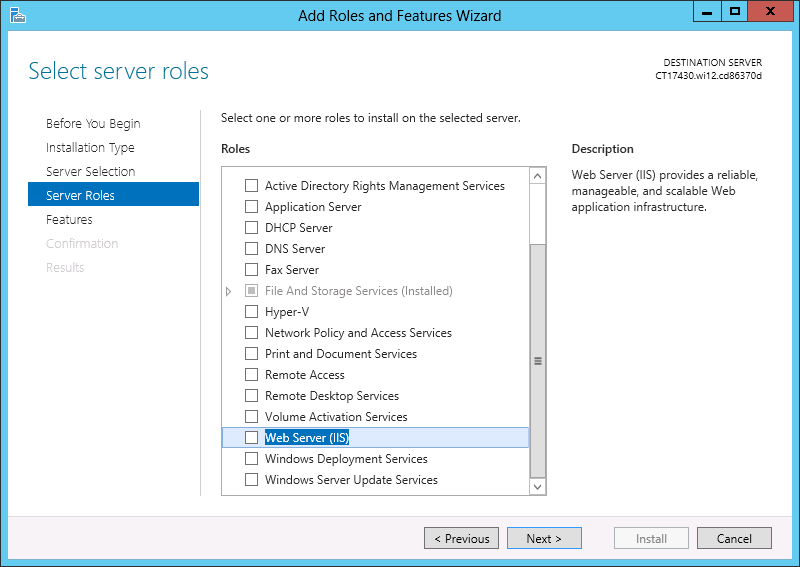 Add Roles and Features Wizard
Select server roles
DESTINATION SERVER
CT17430.wi12.cd86370d
Before You Begin
Installation Type
Server Selection
Server Roles
Features
Confirmation
Results
Select one or more roles to install on the selected server.
Roles
Active Directory Rights Management Services
Application Server
DHCP Server
DNS Server
Fax Server
File And Storage Services (Installed)
Hyper-V
Network Policy and Access Services
Print and Document Services
Remote Access
Remote Desktop Services
Volume Activation Services
Web Server (IIS)
Windows Deployment Services
Windows Server Update Services
Description
Web Server (IIS) provides a reliable,
manageable, and scalable Web
application infrastructure.
< Previous
Next >
Install
Cancel